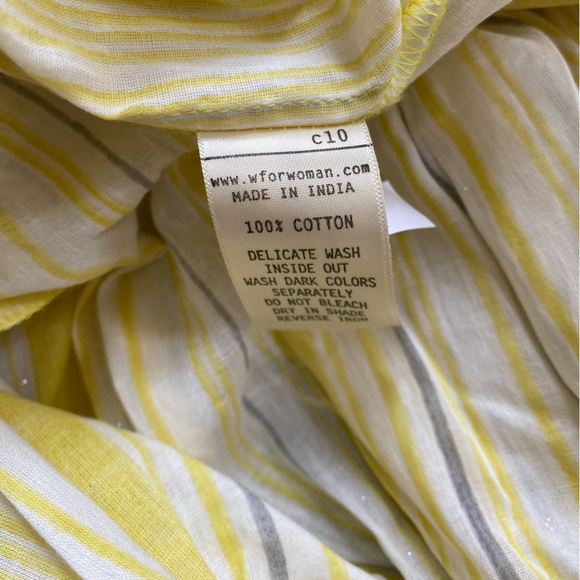 c10
www.wforwoman.com
MADE IN INDIA
100% COTTON
DELICATE WASH
INSIDE OUT
WASH DARK COLORS
SEPARATELY
DO NOT BLEACH
DRY IN SHADE
REVERSE IRON